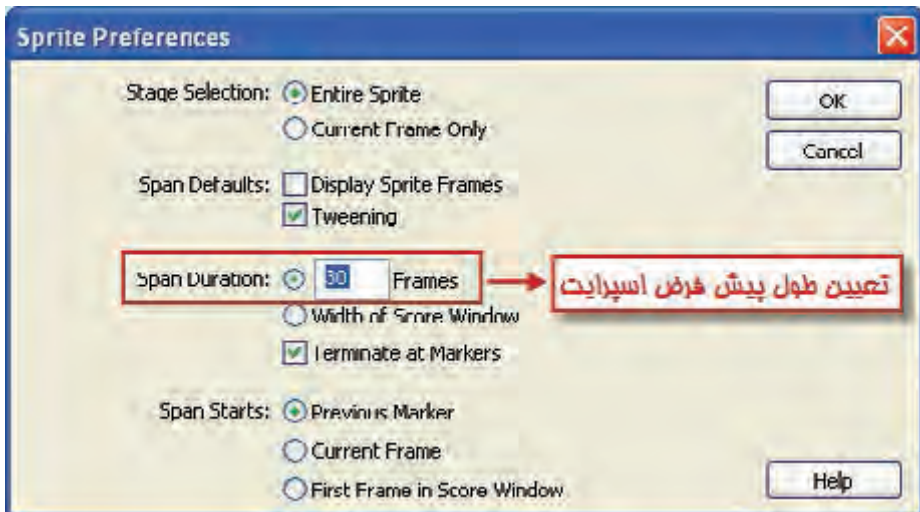 Sprite Preferences
Stage Selection: Entire Sprite
Current Frame Only
OK
Cancel
Span Defaults: Display Sprite Frames
Tweening
Span Duration: 30 Frames
تعیین طول پیش فرض اسپرایت
Width of Score Window
Terminate at Markers
Span Starts: Previous Marker
Current Frame
First Frame in Score Window
Help